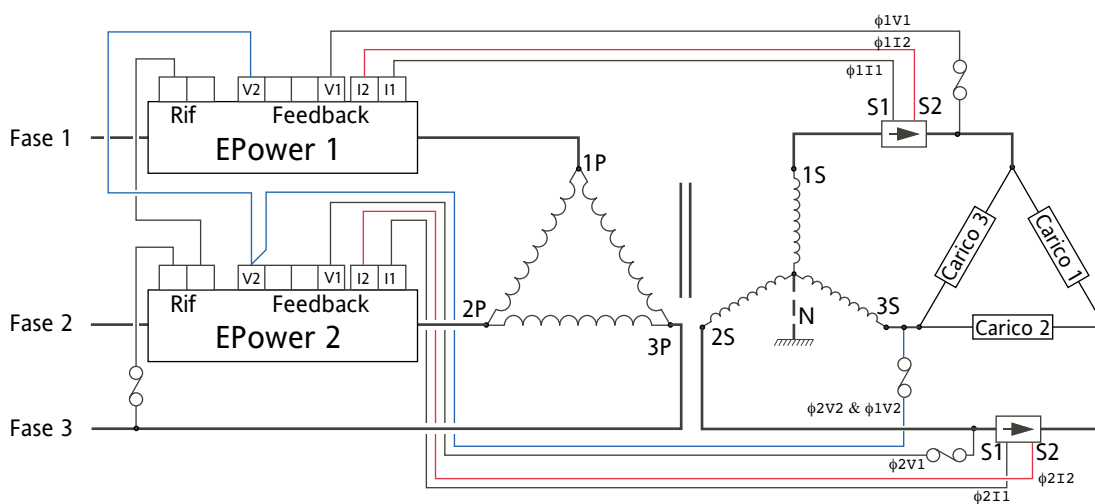 ϕ1V1
ϕ1I2
ϕ1I1
V2
V1
I2
I1
S1
S2
Rif
Feedback
Fase 1
EPower 1
1P
1S
Carico 3
Carico 1
V2
V1
I2
I1
Rif
Feedback
Fase 2
EPower 2
2P
3P
2S
N
3S
Carico 2
ϕ2V2 & ϕ1V2
Fase 3
S1
S2
ϕ2V1
ϕ2I2
ϕ2I1